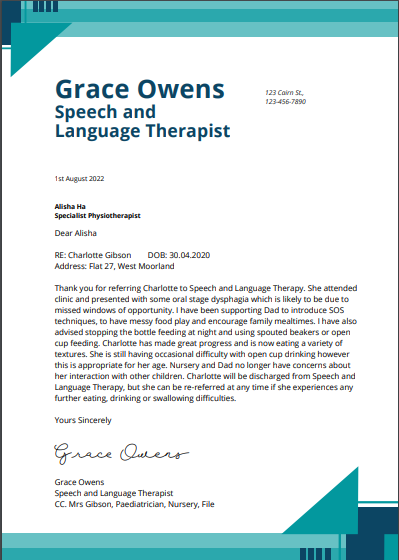 Grace Owens
Speech and
Language Therapist
123 Cairn St.,
123-456-7890
1st August 2022
Alisha Ha
Specialist Physiotherapist
Dear Alisha
RE: Charlotte Gibson DOB: 30.04.2020
Address: Flat 27, West Moorland
Thank you for referring Charlotte to Speech and Language Therapy. She attended
clinic and presented with some oral stage dysphagia which is likely to be due to
missed windows of opportunity. I have been supporting Dad to introduce SOS
techniques, to have messy food play and encourage family mealtimes. I have also
advised stopping the bottle feeding at night and using spouted beakers or open
cup feeding. Charlotte has made great progress and is now eating a variety of
textures. She is still having occasional difficulty with open cup drinking however
this is appropriate for her age. Nursery and Dad no longer have concerns about
her interaction with other children. Charlotte will be discharged from Speech and
Language Therapy, but she can be re-referred at any time if she experiences any
further eating, drinking or swallowing difficulties.
Yours Sincerely
Grace Owens
Grace Owens
Speech and Language Therapist
CC. Mrs Gibson, Paediatrician, Nursery, File